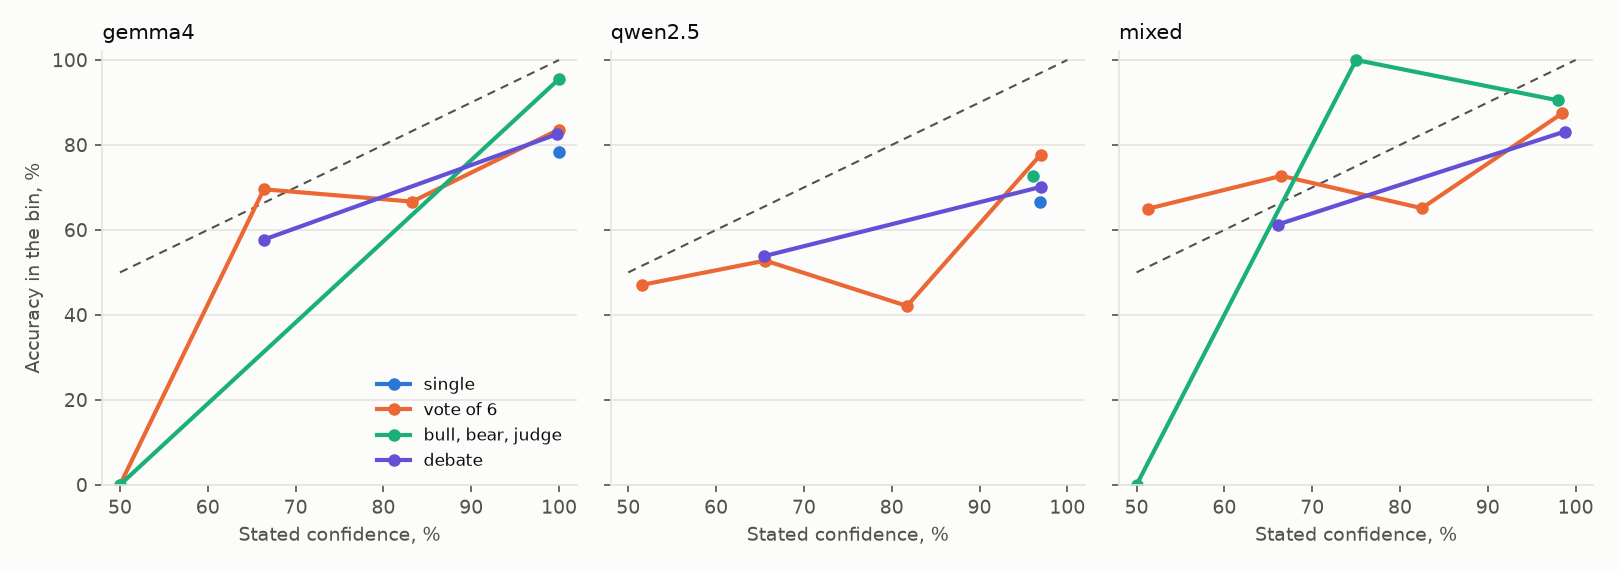 gemma4
qwen2.5
mixed
Accuracy in the bin, %
100
80
60
40
20
0
single
vote of 6
bull, bear, judge
debate
50 60 70 80 90 100
50 60 70 80 90 100
50 60 70 80 90 100
Stated confidence, %
Stated confidence, %
Stated confidence, %